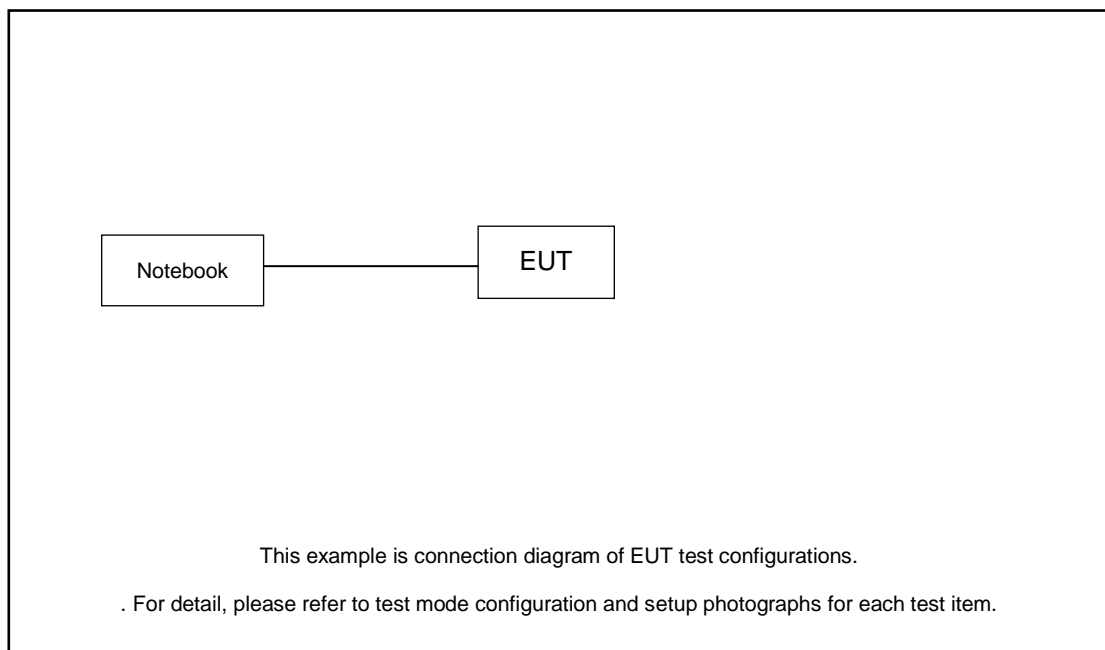 Notebook
EUT
This example is connection diagram of EUT test configurations.
. For detail, please refer to test mode configuration and setup photographs for each test item.